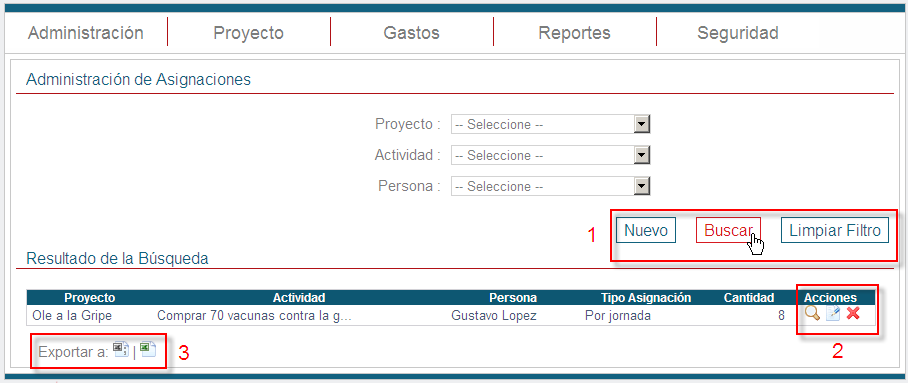 Administración Proyecto Gastos Reportes Seguridad
Administración de Asignaciones
Proyecto : -- Seleccione --
Actividad : -- Seleccione --
Persona : -- Seleccione --
1 Nuevo Buscar Limpiar Filtro
Resultado de la Búsqueda
Proyecto Actividad Persona Tipo Asignación Cantidad Acciones
Ole a la Gripe Comprar 70 vacunas contra la g... Gustavo Lopez Por jornada 8
Exportar a: | 3 2